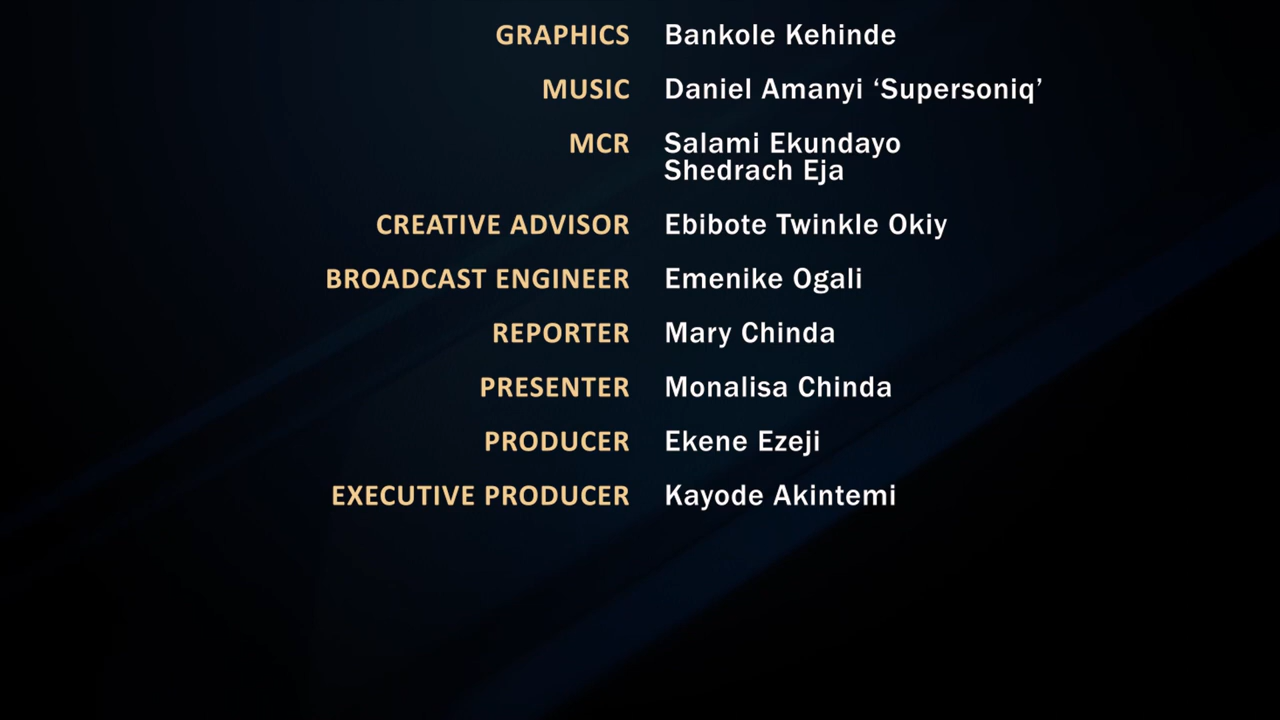 GRAPHICS Bankole Kehinde
MUSIC Daniel Amanyi ‘Supersoniq’
MCR Salami Ekundayo
Shedrach Eja
CREATIVE ADVISOR Ebibote Twinkle Okiy
BROADCAST ENGINEER Emenike Ogali
REPORTER Mary Chinda
PRESENTER Monalisa Chinda
PRODUCER Ekene Ezeji
EXECUTIVE PRODUCER Kayode Akintemi